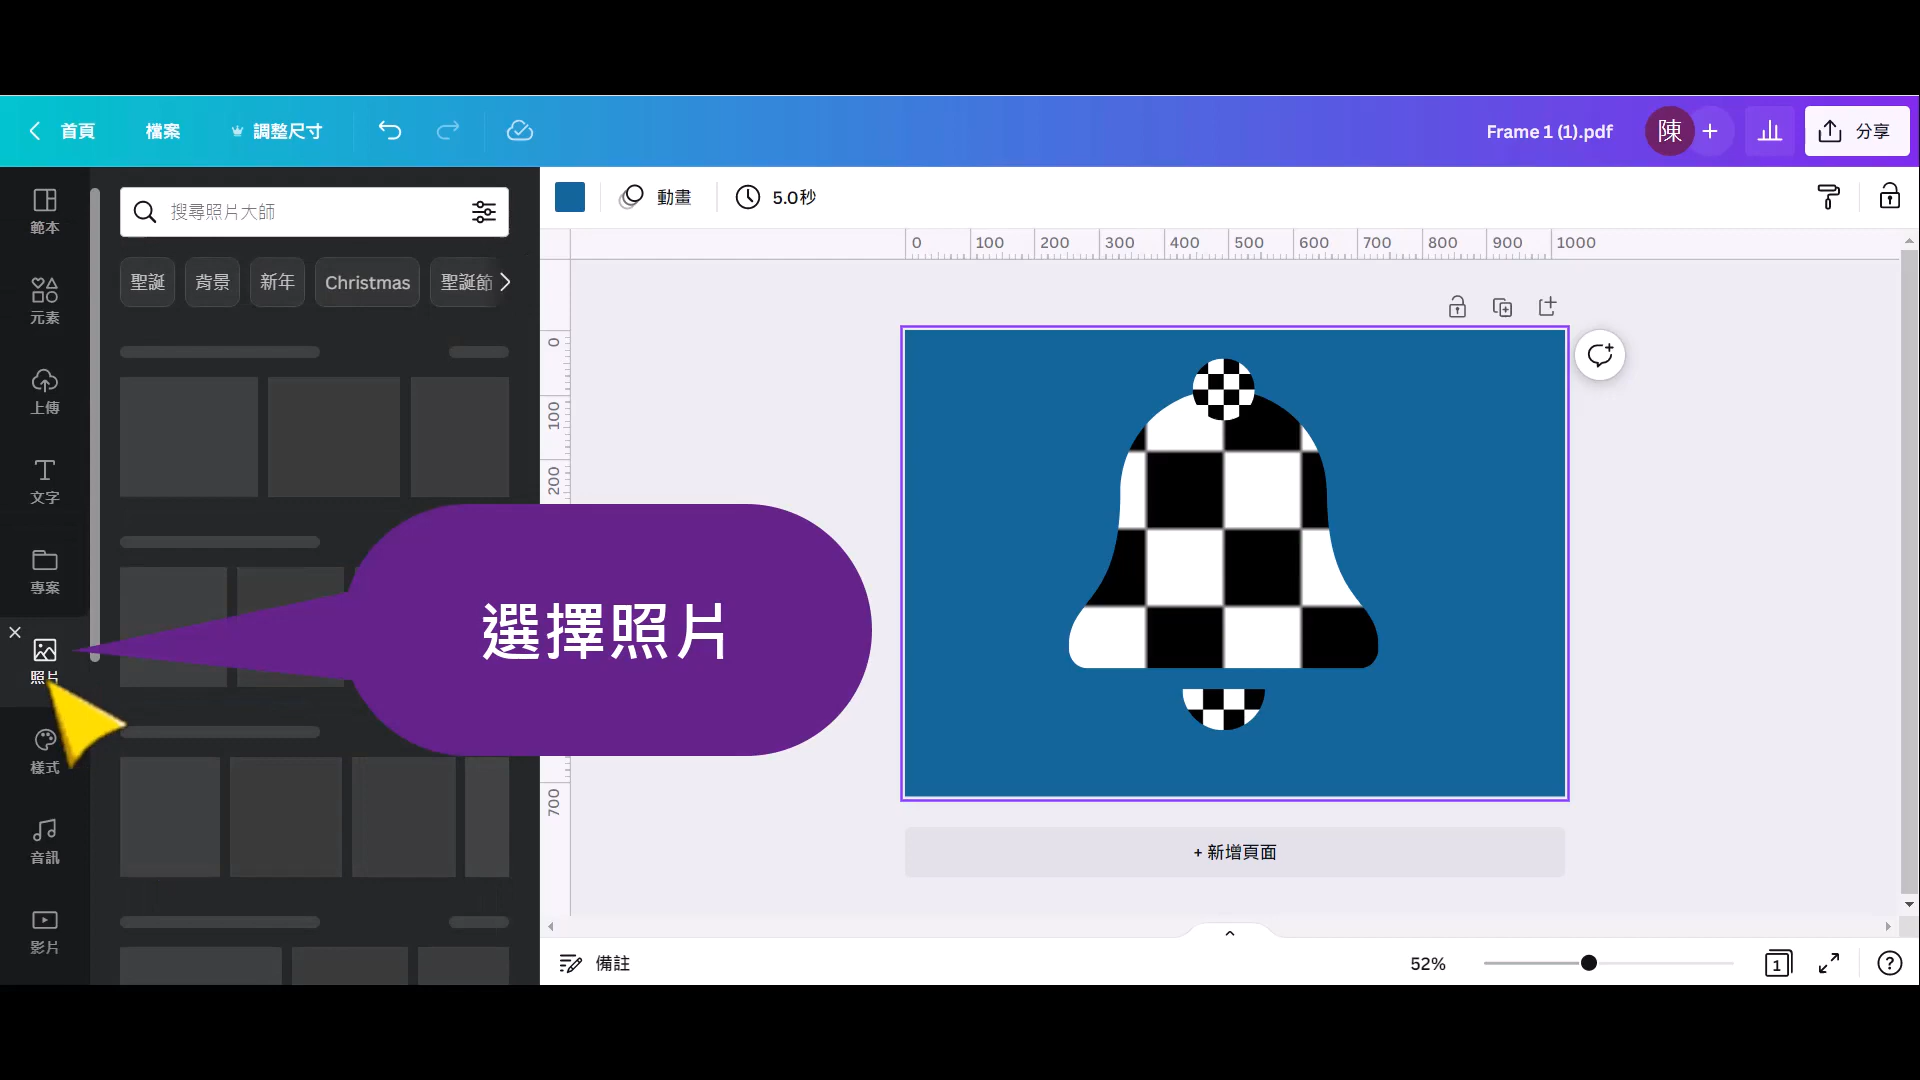 首頁
檔案
調整尺寸
Frame 1 (1).pdf
陳
分享
範本
元素
上傳
文字
專案
照片
樣式
音訊
影片
搜尋照片大師
聖誕
背景
新年
Christmas
聖誕節
動畫
5.0秒
0 100 200 300 400 500 600 700 800 900 1000
0
100
200
700
選擇照片
+ 新增頁面
備註
52%
1